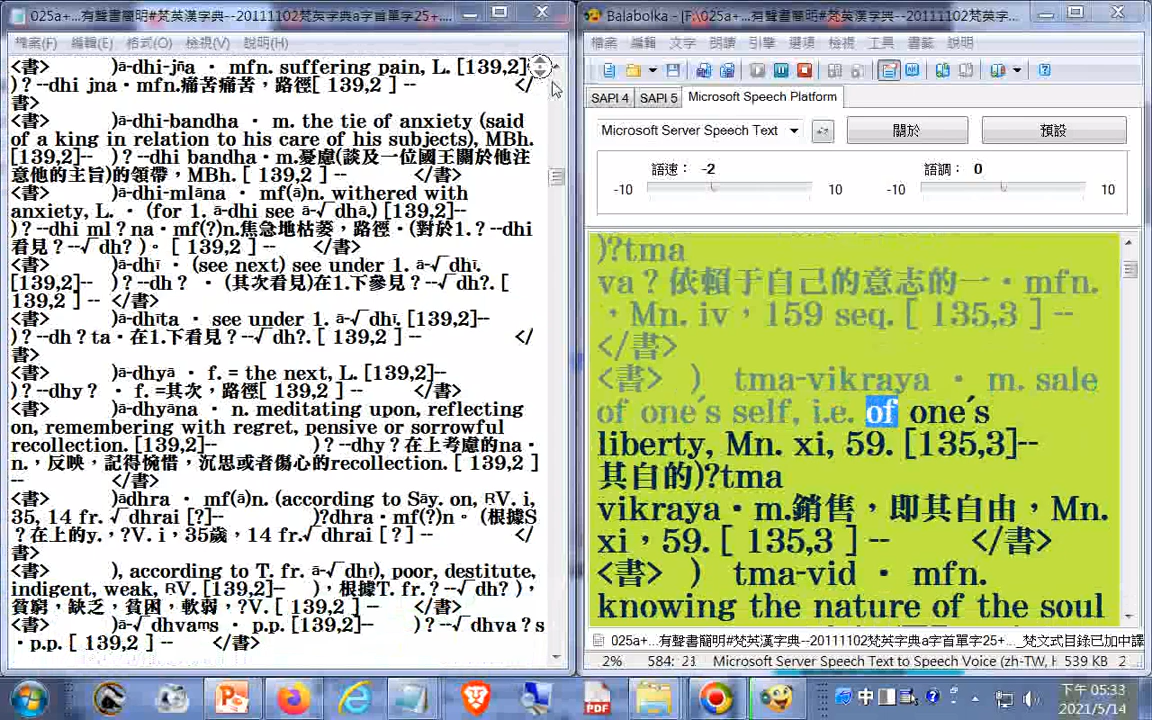 025a+...有聲書簡明#梵英漢字典--20111102梵英字典a字首單字25+...
檔案(F) 編輯(E) 格式(O) 檢視(V) 說明(H)
<書> )ā-dhi-jña • mfn. suffering pain, L. [139,2]
)? --dhi jna • mfn.痛苦痛苦，路徑[ 139,2 ] -- </
書>
<書> )ā-dhi-bandha • m. the tie of anxiety (said
of a king in relation to his care of his subjects), MBh.
[139,2]-- )? --dhi bandha • m.憂慮(談及一位國王關於他注
意他的主旨)的領帶，MBh. [ 139,2 ] -- </書>
<書> )ā-dhi-mlāna • mf(ā)n. withered with
anxiety, L. • (for 1. ā-dhi see ā-√dhā.) [139,2]--
)? --dhi ml ? na • mf(?)n.焦急地枯萎，路徑 • (對於1. ? --dhi
看見 ? --√dh? ) 。 [ 139,2 ] -- </書>
<書> )ā-dhī • (see next) see under 1. ā-√dhī.
[139,2]-- )? --dh ? • (其次看見)在1.下參見 ? --√dh?. [
139,2 ] -- </書>
<書> )ā-dhīta • see under 1. ā-√dhī. [139,2]--
)? --dh ? ta • 在1.下看見 ? --√dh?. [ 139,2 ] -- </
書>
<書> )ā-dhyā • f. = the next, L. [139,2]--
)? --dhy ? • f. =其次，路徑[ 139,2 ] -- </書>
<書> )ā-dhyāna • n. meditating upon, reflecting
on, remembering with regret, pensive or sorrowful
recollection. [139,2]-- )? --dhy ? 在上考慮的na •
n.，反映，記得惋惜，沉思或者傷心的recollection. [ 139,2 ]
-- </書>
<書> )ādhra • mf(ā)n. (according to Sāy. on, RV. i,
35, 14 fr. √dhrai [?] )?dhra • mf(?)n 。 (根據S
? 在上的y.，?V. i，35歲，14 fr.√dhrai [ ? ] </
書>
<書> ), according to T. fr. ā-√dhṛ), poor, destitute,
indigent, weak, RV. [139,2]-- )，根據T. fr. ? --√dh? )，
貧窮，缺乏，貧困，軟弱，?V. [ 139,2 ] -- </書>
<書> )ā-√dhvaṃs • p.p. [139,2]-- )? --√dhva ? s
• p.p. [ 139,2 ] -- </書>
Balabolka - [F:\025a+...有聲書簡明#梵英漢字典--20111102梵英字...
檔案 編輯 文字 朗讀 引擎 選項 檢視 工具 書籤 說明
SAPI 4 SAPI 5 Microsoft Speech Platform
Microsoft Server Speech Text 關於 預設
語速： -2 語調： 0
-10 10 -10 10
)?tma
va ? 依賴于自己的意志的一 • mfn.
，Mn. iv，159 seq. [ 135,3 ] --
</書>
<書> ) tma-vikraya • m. sale
of one´s self, i.e. of one´s
liberty, Mn. xi, 59. [135,3]--
其自的)?tma
vikraya • m.銷售，即其自由，Mn.
xi，59. [ 135,3 ] -- </書>
<書> ) tma-vid • mfn.
knowing the nature of the soul
025a+...有聲書簡明#梵英漢字典--20111102梵英字典a字首單字25+..._梵文式目錄已加中譯
2% 584: 21 Microsoft Server Speech Text to Speech Voice (zh-TW, H 539 KB 2
PDF
中
下午 05:33
2021/5/14